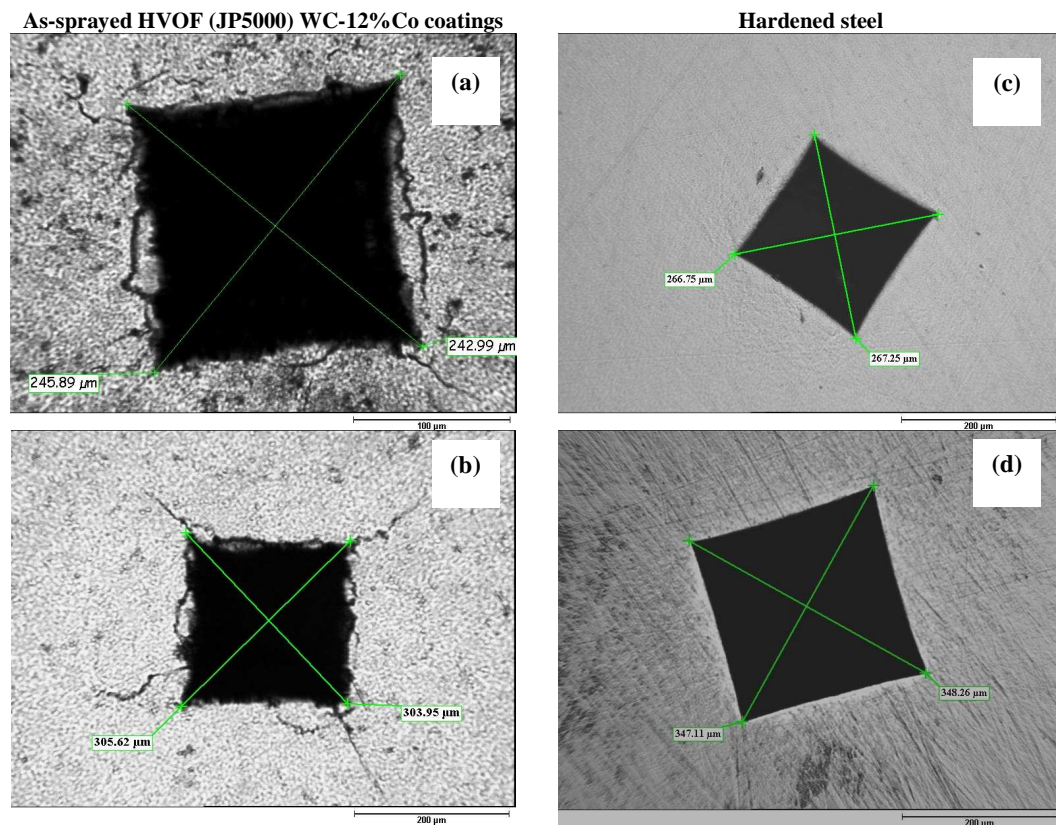 As-sprayed HVOF (JP5000) WC-12%Co coatings
Hardened steel
(a)
242.99 µm
245.89 µm
100 µm
(c)
266.75 µm
267.25 µm
200 µm
(b)
303.95 µm
305.62 µm
200 µm
(d)
348.26 µm
347.11 µm
200 µm